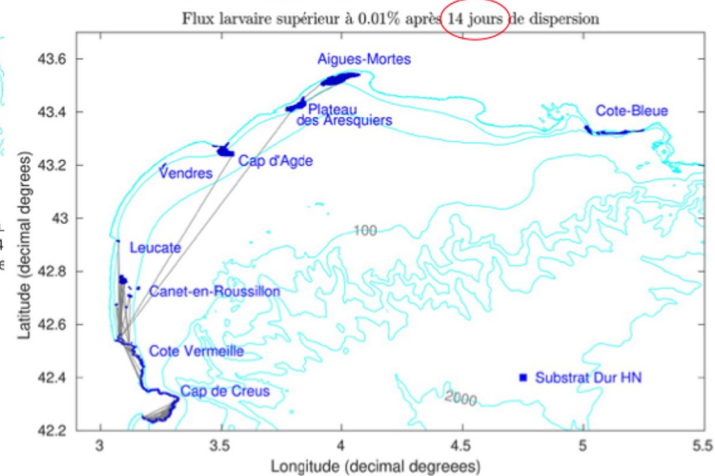 Flux larvaire supérieur à 0.01% après 14 jours de dispersion
43.6
43.4
43.2
43
42.8
42.6
42.4
42.2
Latitude (decimal degrees)
Aigues-Mortes
Plateau
des Aresquiers
Cote-Bleue
Cap d'Agde
Vendres
100
Leucate
Canet-en-Roussillon
Cote Vermeille
Cap de Creus
Substrat Dur HN
2000
3
3.5
4
4.5
5
5.5
Longitude (decimal degreees)